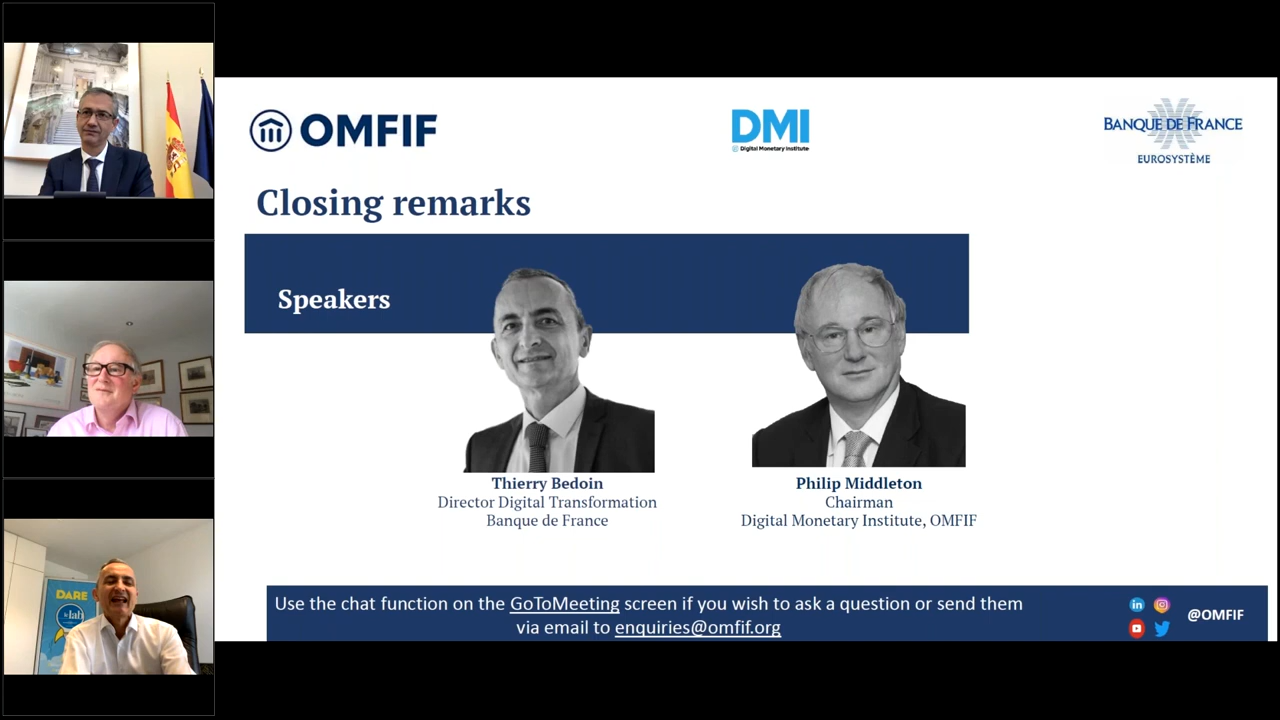 OMFIF
DMI
Digital Monetary Institute
BANQUE DE FRANCE
EUROSYSTÈME
Closing remarks
Speakers
Thierry Bedoin
Director Digital Transformation
Banque de France
Philip Middleton
Chairman
Digital Monetary Institute, OMFIF
DARE
le lab
Use the chat function on the GoToMeeting screen if you wish to ask a question or send them
via email to enquiries@omfif.org
@OMFIF